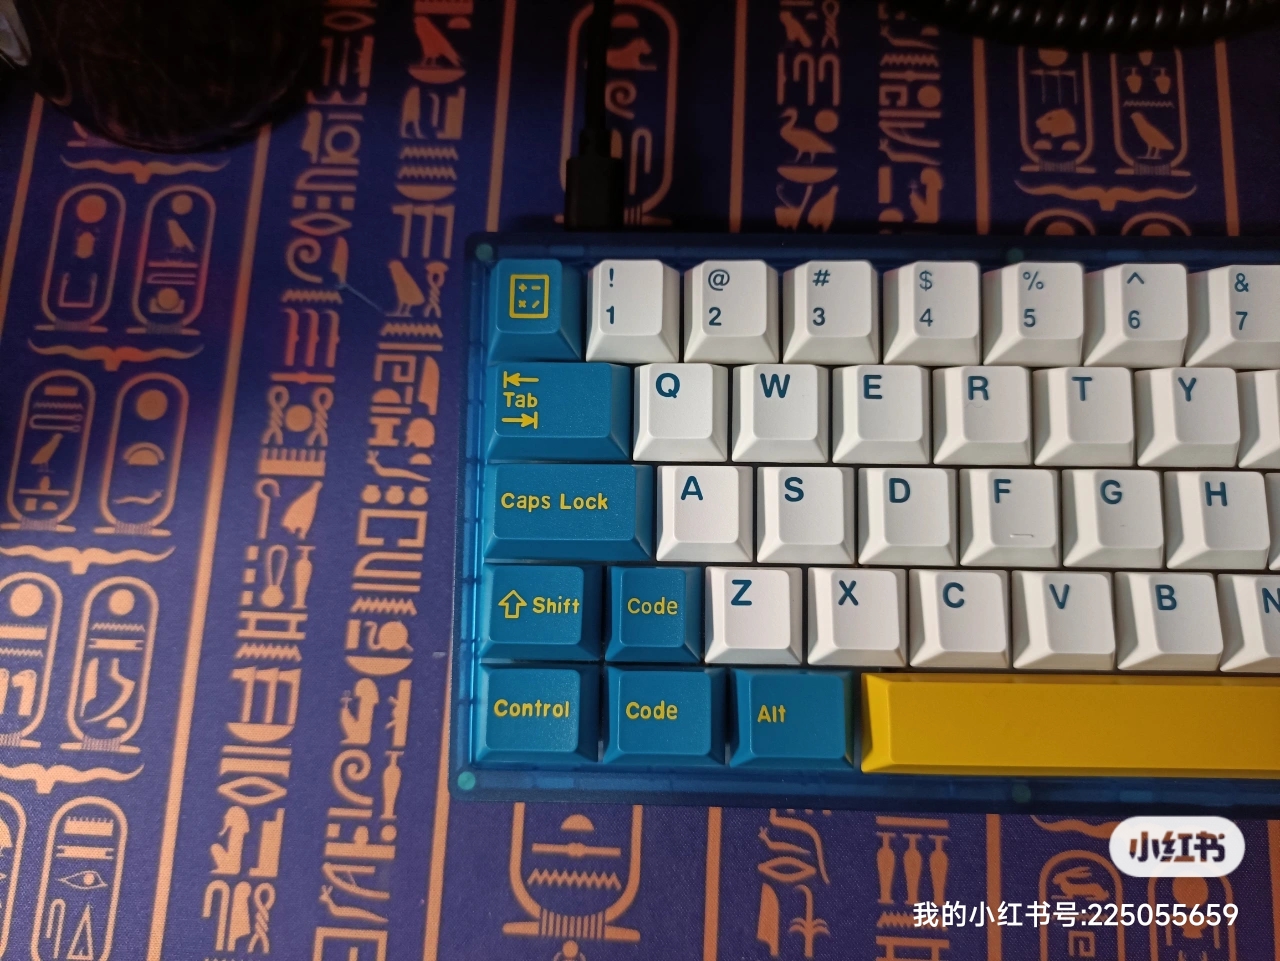 ! @ # $ % ^ &
1 2 3 4 5 6 7
Tab Q W E R T Y
Caps Lock A S D F G H
Shift Code Z X C V B N
Control Code Alt
小红书
我的小红书号:225055659